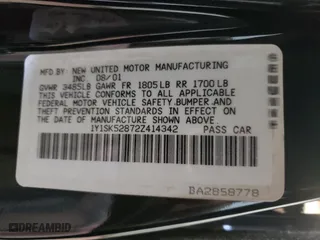 MFD BY: NEW UNITED MOTOR MANUFACTURING
INC. 08/01
GVWR 3485LB GAWR FR 1805LB RR 1700LB
THIS VEHICLE CONFORMS TO ALL APPLICABLE
FEDERAL MOTOR VEHICLE SAFETY, BUMPER, AND
THEFT PREVENTION STANDARDS IN EFFECT ON
THE DATE OF MANUFACTURE SHOWN ABOVE.
1Y1SK52872Z414342 PASS CAR
BA2B50770
DREAMBID